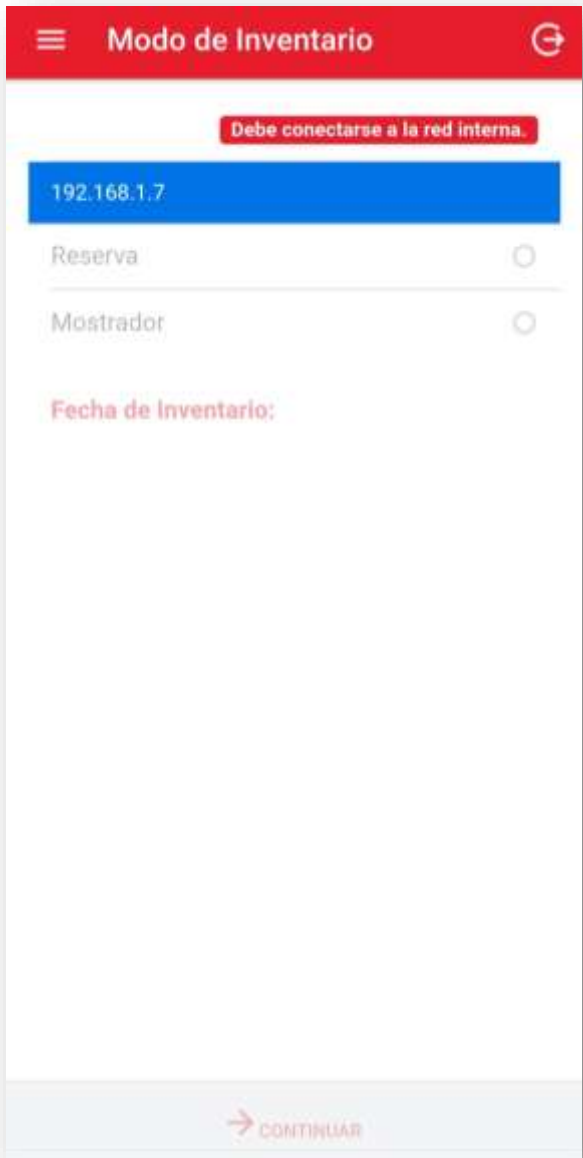 Modo de Inventario
Debe conectarse a la red interna.
192.168.1.7
Reserva
Mostrador
Fecha de Inventario:
CONTINUAR